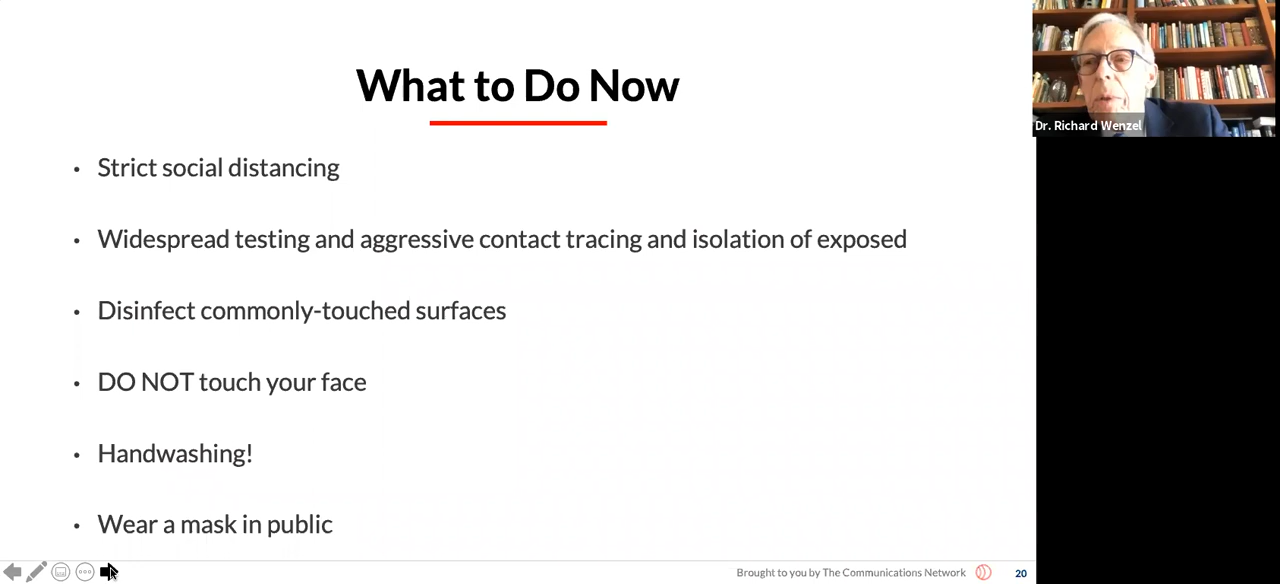 What to Do Now
• Strict social distancing
• Widespread testing and aggressive contact tracing and isolation of exposed
• Disinfect commonly-touched surfaces
• DO NOT touch your face
• Handwashing!
• Wear a mask in public
Dr. Richard Wenzel
Brought to you by The Communications Network
20